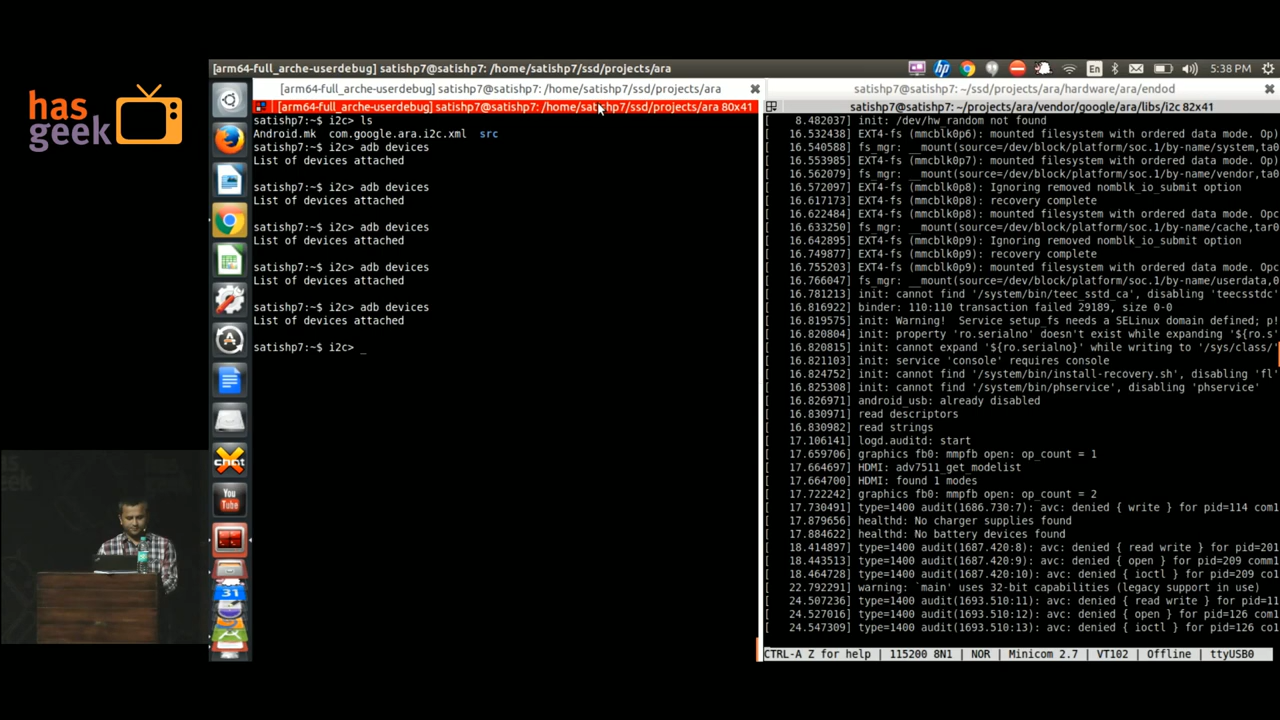 has
geek
[arm64-full_arche-userdebug] satishp7@satishp7: /home/satishp7/ssd/projects/ara
En
5:38 PM
[arm64-full_arche-userdebug] satishp7@satishp7: /home/satishp7/ssd/projects/ara
[arm64-full_arche-userdebug] satishp7@satishp7: /home/satishp7/ssd/projects/ara 80x41
satishp7:~$ i2c> ls
Android.mk com.google.ara.i2c.xml src
satishp7:~$ i2c> adb devices
List of devices attached
satishp7:~$ i2c> adb devices
List of devices attached
satishp7:~$ i2c> adb devices
List of devices attached
satishp7:~$ i2c> adb devices
List of devices attached
satishp7:~$ i2c> adb devices
List of devices attached
satishp7:~$ i2c> _
chat
You
Tube
31
satishp7@satishp7: ~/ssd/projects/ara/hardware/ara/endod
satishp7@satishp7: ~/projects/ara/vendor/google/ara/libs/i2c 82x41
[ 8.482037] init: /dev/hw_random not found
[ 16.532438] EXT4-fs (mmcblk0p6): mounted filesystem with ordered data mode. Op)
[ 16.540588] fs_mgr: __mount(source=/dev/block/platform/soc.1/by-name/system,ta0
[ 16.553985] EXT4-fs (mmcblk0p7): mounted filesystem with ordered data mode. Op)
[ 16.562079] fs_mgr: __mount(source=/dev/block/platform/soc.1/by-name/vendor,ta0
[ 16.572097] EXT4-fs (mmcblk0p8): Ignoring removed nomblk_io_submit option
[ 16.617173] EXT4-fs (mmcblk0p8): recovery complete
[ 16.622484] EXT4-fs (mmcblk0p8): mounted filesystem with ordered data mode. Opc
[ 16.633250] fs_mgr: __mount(source=/dev/block/platform/soc.1/by-name/cache,tar0
[ 16.642895] EXT4-fs (mmcblk0p9): Ignoring removed nomblk_io_submit option
[ 16.749877] EXT4-fs (mmcblk0p9): recovery complete
[ 16.755203] EXT4-fs (mmcblk0p9): mounted filesystem with ordered data mode. Opc
[ 16.766047] fs_mgr: __mount(source=/dev/block/platform/soc.1/by-name/userdata,0
[ 16.781213] init: cannot find '/system/bin/teec_sstd_ca', disabling 'teecsstdc'
[ 16.816922] binder: 110:110 transaction failed 29189, size 0-0
[ 16.819575] init: Warning! Service setup_fs needs a SELinux domain defined; p!
[ 16.820804] init: property 'ro.serialno' doesn't exist while expanding '${ro.s'
[ 16.820815] init: cannot expand '${ro.serialno}' while writing to '/sys/class/'
[ 16.821103] init: service 'console' requires console
[ 16.824752] init: cannot find '/system/bin/install-recovery.sh', disabling 'fl'
[ 16.825308] init: cannot find '/system/bin/phservice', disabling 'phservice'
[ 16.826971] android_usb: already disabled
[ 16.830971] read descriptors
[ 16.830982] read strings
[ 17.106141] logd.auditd: start
[ 17.659706] graphics fb0: mmpfb open: op_count = 1
[ 17.664697] HDMI: adv7511_get_modelist
[ 17.664700] HDMI: found 1 modes
[ 17.722242] graphics fb0: mmpfb open: op_count = 2
[ 17.730491] type=1400 audit(1686.730:7): avc: denied { write } for pid=114 com1
[ 17.879656] healthd: No charger supplies found
[ 17.884622] healthd: No battery devices found
[ 18.414897] type=1400 audit(1687.420:8): avc: denied { read write } for pid=201
[ 18.443513] type=1400 audit(1687.420:9): avc: denied { open } for pid=209 comm1
[ 18.464728] type=1400 audit(1687.420:10): avc: denied { ioctl } for pid=209 co1
[ 22.792291] warning: `main' uses 32-bit capabilities (legacy support in use)
[ 24.507236] type=1400 audit(1693.510:11): avc: denied { read write } for pid=11
[ 24.527016] type=1400 audit(1693.510:12): avc: denied { open } for pid=126 com1
[ 24.547309] type=1400 audit(1693.510:13): avc: denied { ioctl } for pid=126 co1
CTRL-A Z for help | 115200 8N1 | NOR | Minicom 2.7 | VT102 | Offline | ttyUSB0